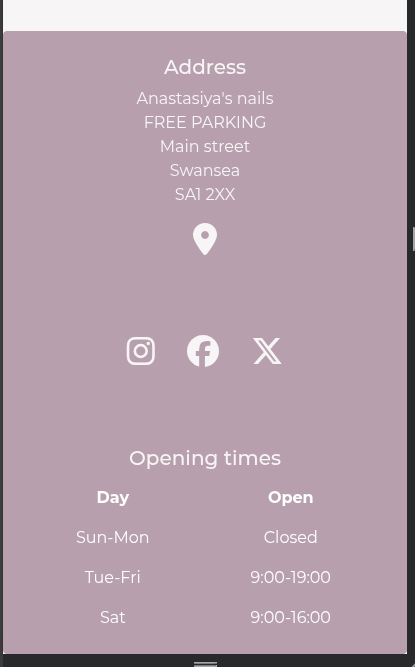 Address
Anastasiya's nails
FREE PARKING
Main street
Swansea
SA1 2XX
Opening times
Day Open
Sun-Mon Closed
Tue-Fri 9:00-19:00
Sat 9:00-16:00